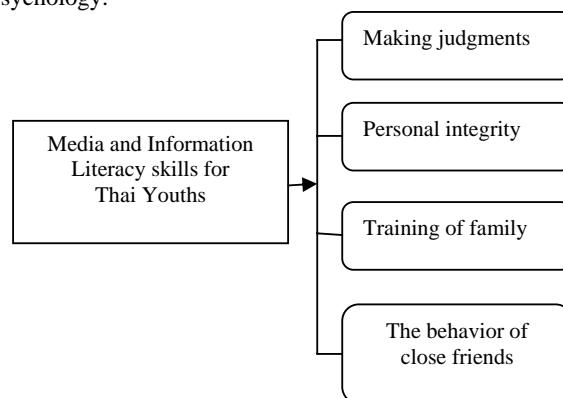 sychology.
Making judgments
Personal integrity
Media and Information
Literacy skills for
Thai Youths
Training of family
The behavior of
close friends